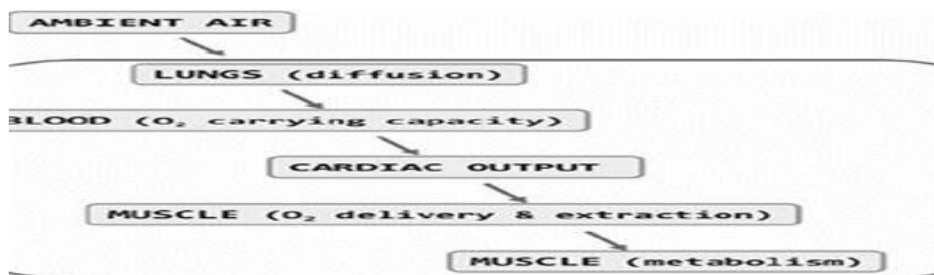 AMBIENT AIR
LUNGS (diffusion)
BLOOD (O₂ carrying capacity)
CARDIAC OUTPUT
MUSCLE (O₂ delivery & extraction)
MUSCLE (metabolism)